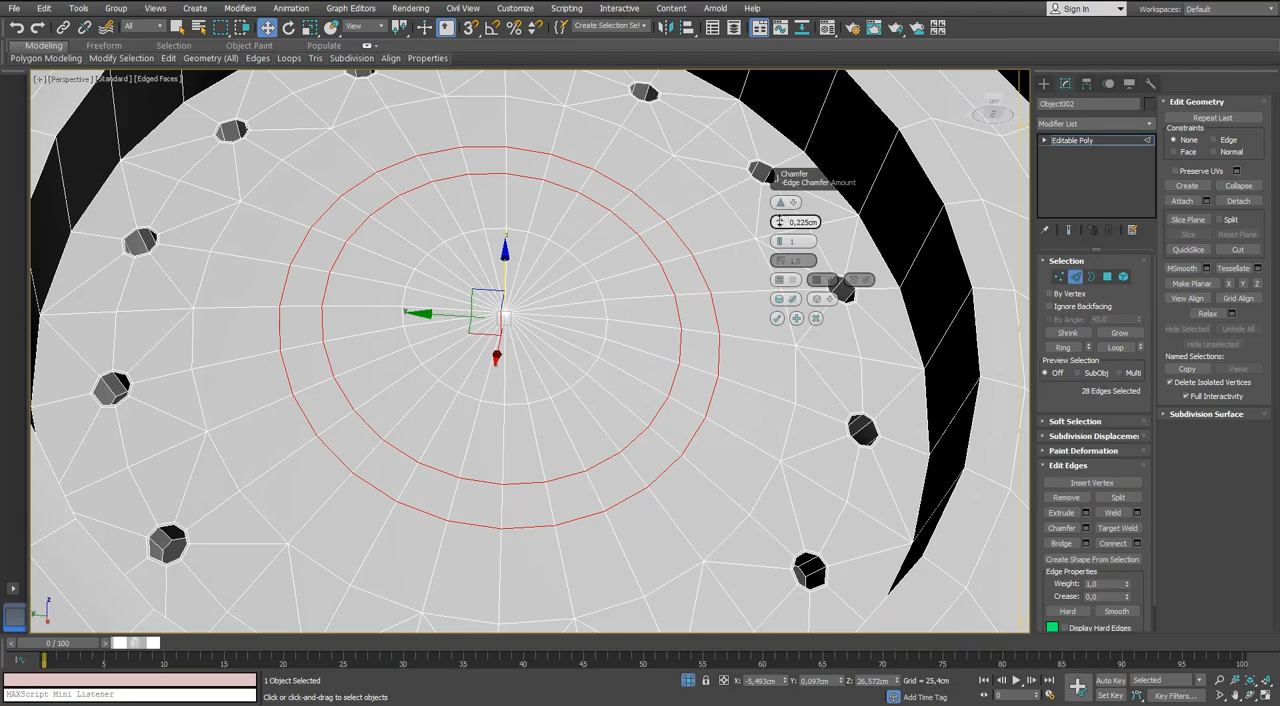 File Edit Tools Group Views Create Modifiers Animation Graph Editors Rendering Civil View Customize Scripting Interactive Content Arnold Help
Sign In Workspaces: Default
All View Create Selection Set
Modeling Freeform Selection Object Paint Populate
Polygon Modeling Modify Selection Edit Geometry (All) Edges Loops Tris Subdivision Align Properties
[+] [Perspective] [Standard] [Edged Faces]
Chamfer
-Edge Chamfer Amount
0,225cm
1
1,0
Object002
Modifier List
Editable Poly
Selection
By Vertex
Ignore Backfacing
By Angle: 45,0
Shrink Grow
Ring Loop
Preview Selection
Off SubObj Multi
28 Edges Selected
Soft Selection
Subdivision Displacement
Paint Deformation
Edit Edges
Insert Vertex
Remove Split
Extrude Weld
Chamfer Target Weld
Bridge Connect
Create Shape From Selection
Edge Properties
Weight: 1,0
Crease: 0,0
Hard Smooth
Display Hard Edges
Edit Geometry
Repeat Last
Constraints
None Edge
Face Normal
Preserve UVs
Create Collapse
Attach Detach
Slice Plane Split
Slice Reset Plane
QuickSlice Cut
MSmooth Tessellate
Make Planar X Y Z
View Align Grid Align
Relax
Hide Selected Unhide All
Hide Unselected
Named Selections:
Copy Paste
Delete Isolated Vertices
Full Interactivity
Subdivision Surface
0 / 100
0 5 10 15 20 25 30 35 40 45 50 55 60 65 70 75 80 85 90 95 100
MAXScript Mini Listener
1 Object Selected
Click or click-and-drag to select objects
X: -5,493cm Y: 0,097cm Z: 26,572cm Grid = 25,4cm
Add Time Tag
0
Auto Key Selected
Set Key Key Filters...